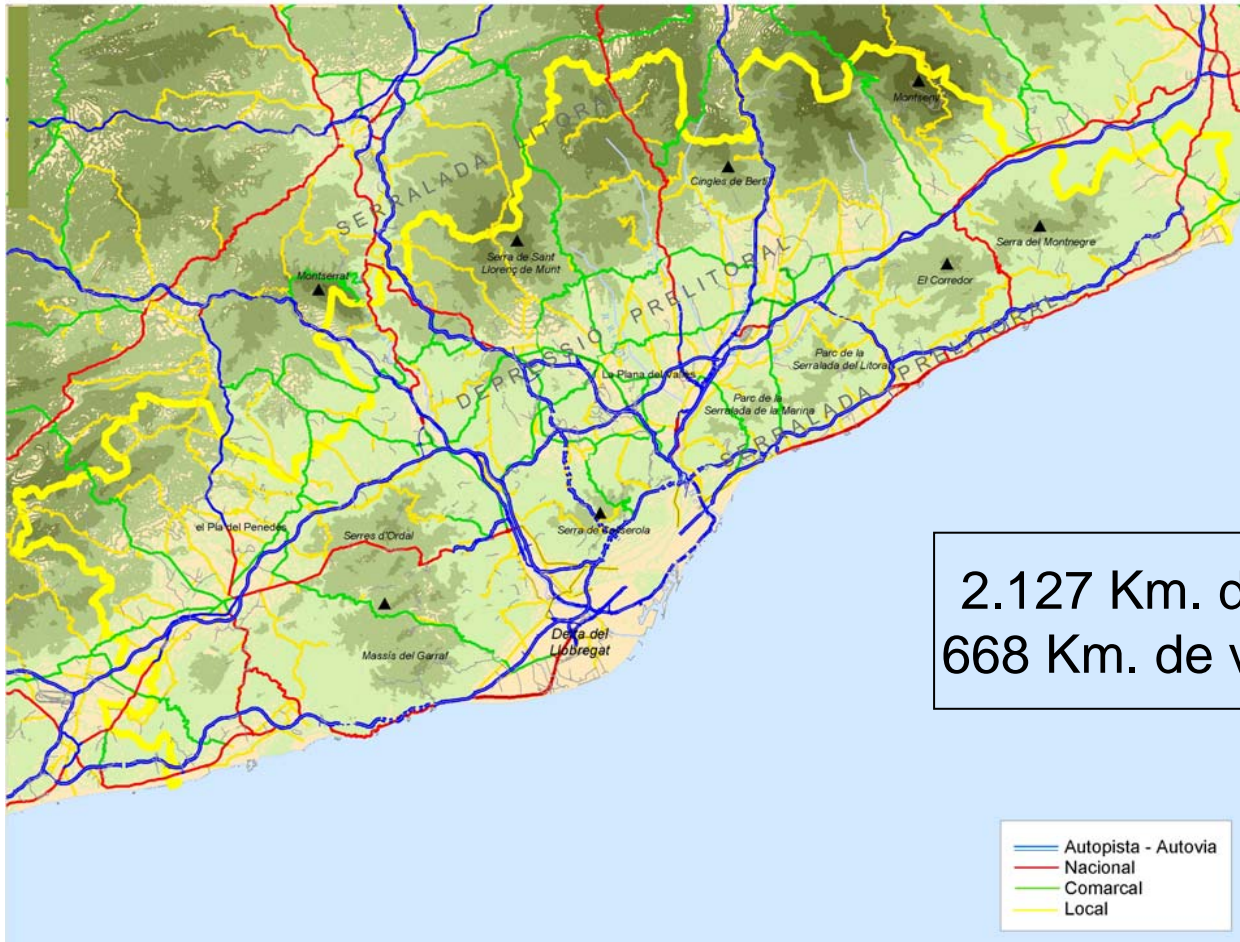 Montseny
SERRALADA LITORAL
Cingles de Bertí
Serra de Sant
Llorenç de Munt
Serra del Montnegre
Montserrat
El Corredor
DEPRESSIÓ PRELITORAL
Parc de la
Serralada del Litoral
La Plana del Vallès
Parc de la
Serralada de la Marina
SERRALADA PRELITORAL
el Pla del Penedès
Serres d'Ordal
Serra de Collserola
2.127 Km. d
668 Km. de v
Delta del
Llobregat
Massís del Garraf
Autopista - Autovia
Nacional
Comarcal
Local